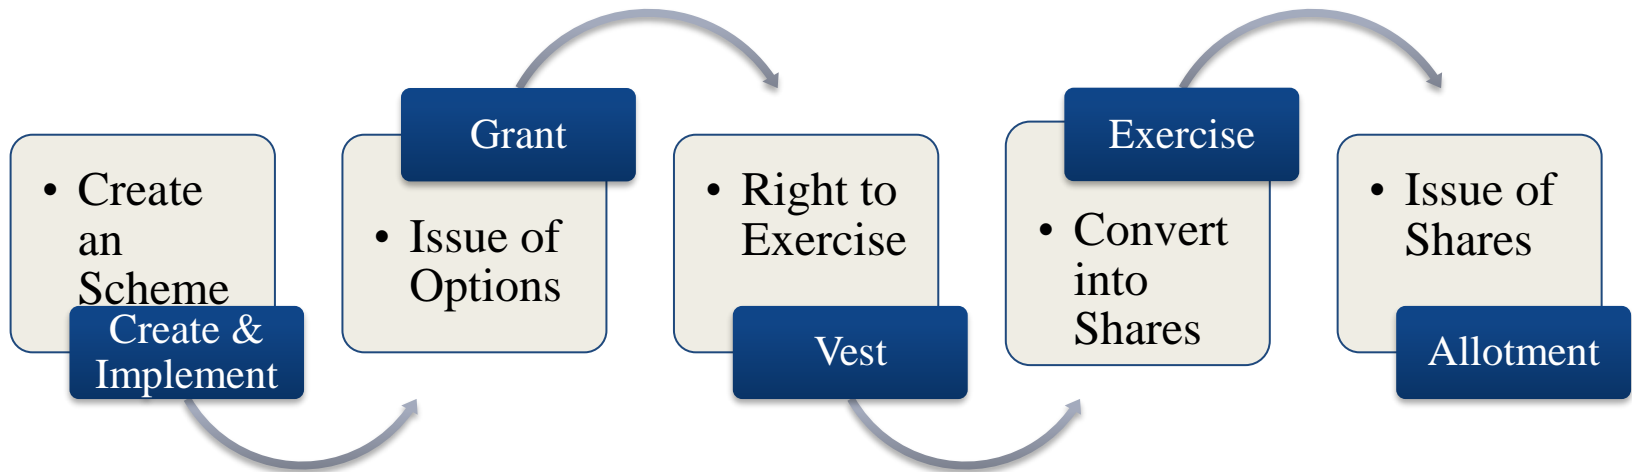 • Create
an
Scheme
Create &
Implement
Grant
• Issue of
Options
• Right to
Exercise
Vest
Exercise
• Convert
into
Shares
• Issue of
Shares
Allotment